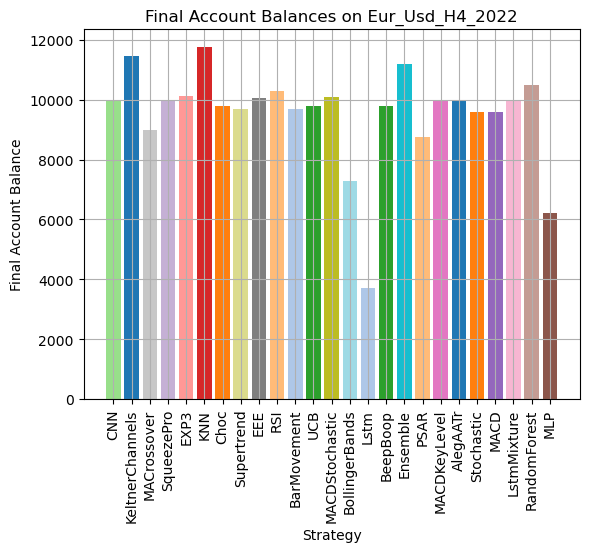 Final Account Balances on Eur_Usd_H4_2022
Final Account Balance
12000
10000
8000
6000
4000
2000
0
CNN
KeltnerChannels
MACrossover
SqueezePro
EXP3
KNN
Choc
Supertrend
EEE
RSI
BarMovement
UCB
MACDStochastic
BollingerBands
Lstm
BeepBoop
Ensemble
PSAR
MACDKeyLevel
AlegAATr
Stochastic
MACD
LstmMixture
RandomForest
MLP
Strategy